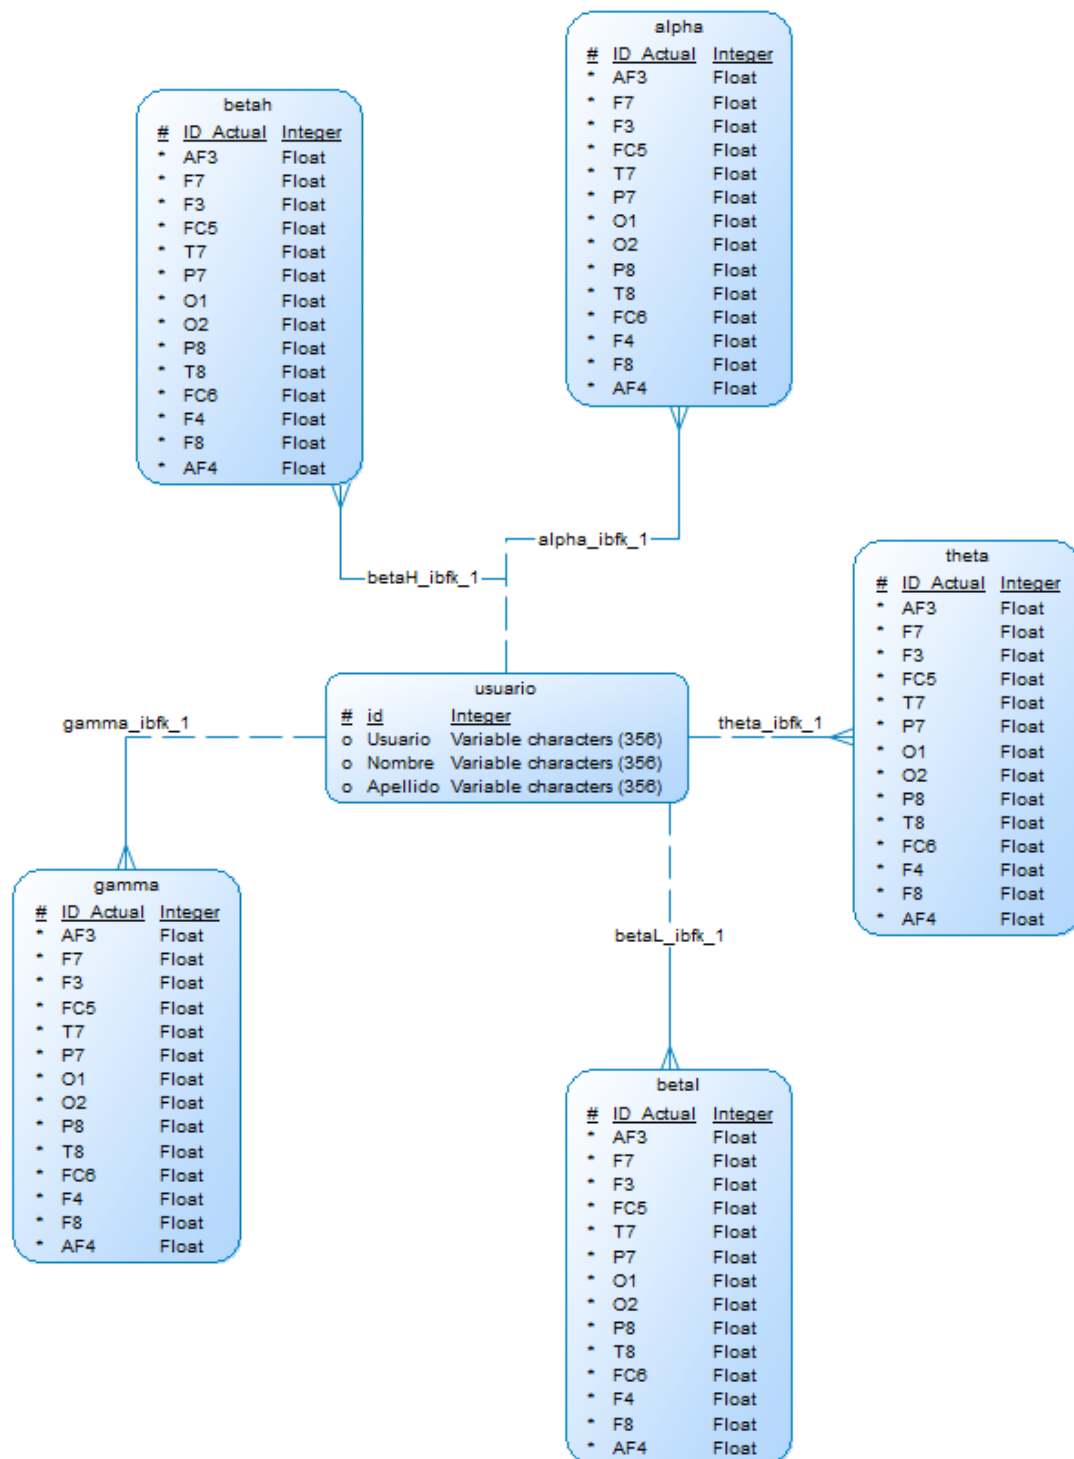 alpha
# ID_Actual Integer
* AF3 Float
* F7 Float
* F3 Float
* FC5 Float
* T7 Float
* P7 Float
* O1 Float
* O2 Float
* P8 Float
* T8 Float
* FC6 Float
* F4 Float
* F8 Float
* AF4 Float
betah
# ID_Actual Integer
* AF3 Float
* F7 Float
* F3 Float
* FC5 Float
* T7 Float
* P7 Float
* O1 Float
* O2 Float
* P8 Float
* T8 Float
* FC6 Float
* F4 Float
* F8 Float
* AF4 Float
alpha_ibfk_1
betaH_ibfk_1
theta
# ID_Actual Integer
* AF3 Float
* F7 Float
* F3 Float
* FC5 Float
* T7 Float
* P7 Float
* O1 Float
* O2 Float
* P8 Float
* T8 Float
* FC6 Float
* F4 Float
* F8 Float
* AF4 Float
usuario
# id Integer
o Usuario Variable characters (356)
o Nombre Variable characters (356)
o Apellido Variable characters (356)
gamma_ibfk_1
theta_ibfk_1
gamma
# ID_Actual Integer
* AF3 Float
* F7 Float
* F3 Float
* FC5 Float
* T7 Float
* P7 Float
* O1 Float
* O2 Float
* P8 Float
* T8 Float
* FC6 Float
* F4 Float
* F8 Float
* AF4 Float
betaL_ibfk_1
betal
# ID_Actual Integer
* AF3 Float
* F7 Float
* F3 Float
* FC5 Float
* T7 Float
* P7 Float
* O1 Float
* O2 Float
* P8 Float
* T8 Float
* FC6 Float
* F4 Float
* F8 Float
* AF4 Float